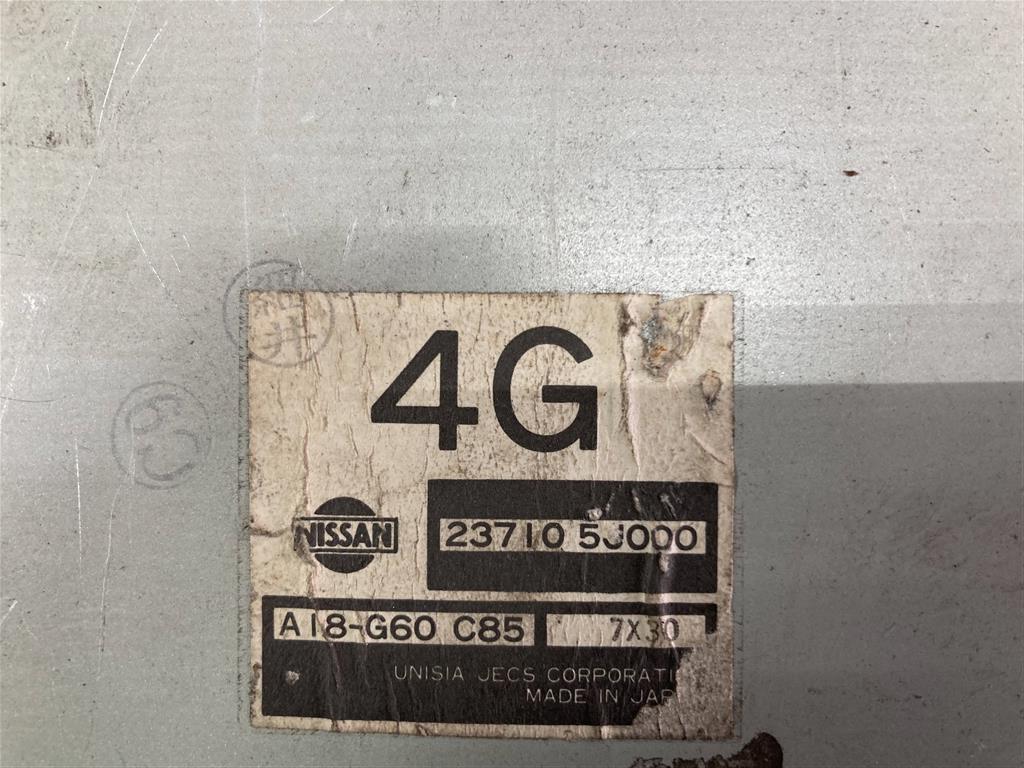 4G
NISSAN
23710 5J000
A18-G60 C85
7X30
UNISIA JECS CORPORATI
MADE IN JAP